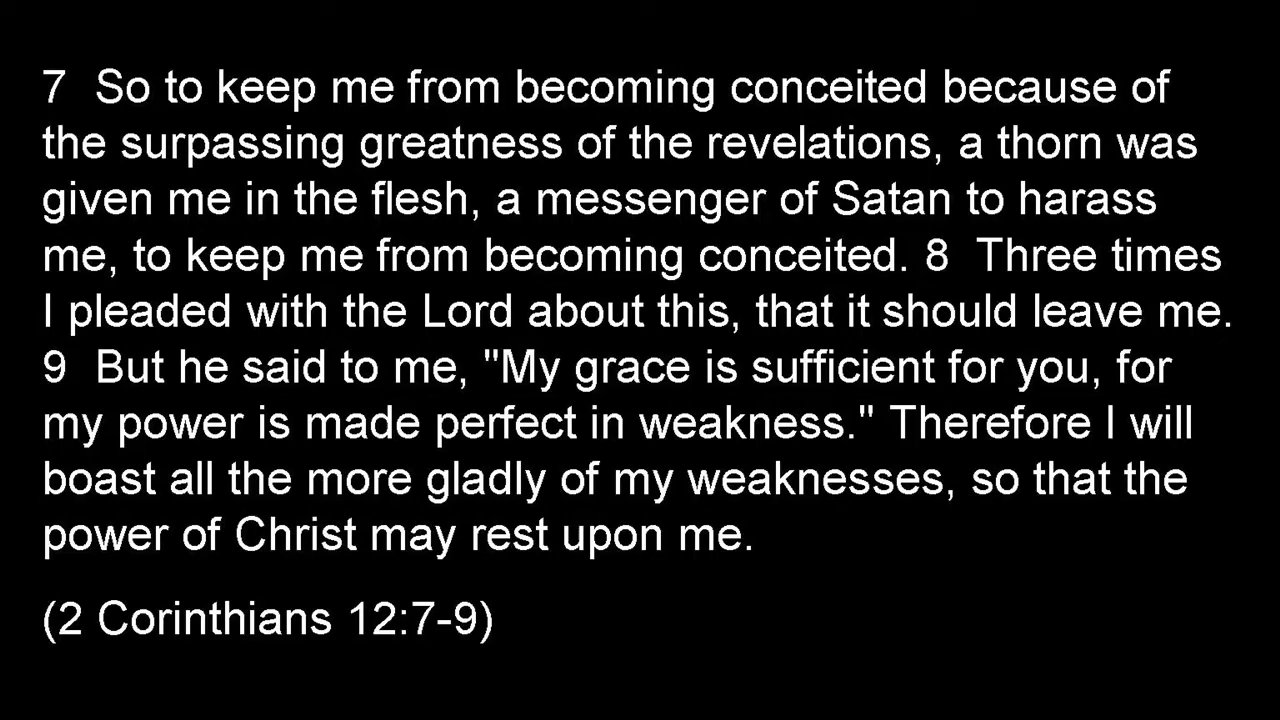 7  So to keep me from becoming conceited because of
the surpassing greatness of the revelations, a thorn was
given me in the flesh, a messenger of Satan to harass
me, to keep me from becoming conceited. 8  Three times
I pleaded with the Lord about this, that it should leave me.
9  But he said to me, "My grace is sufficient for you, for
my power is made perfect in weakness." Therefore I will
boast all the more gladly of my weaknesses, so that the
power of Christ may rest upon me.
(2 Corinthians 12:7-9)